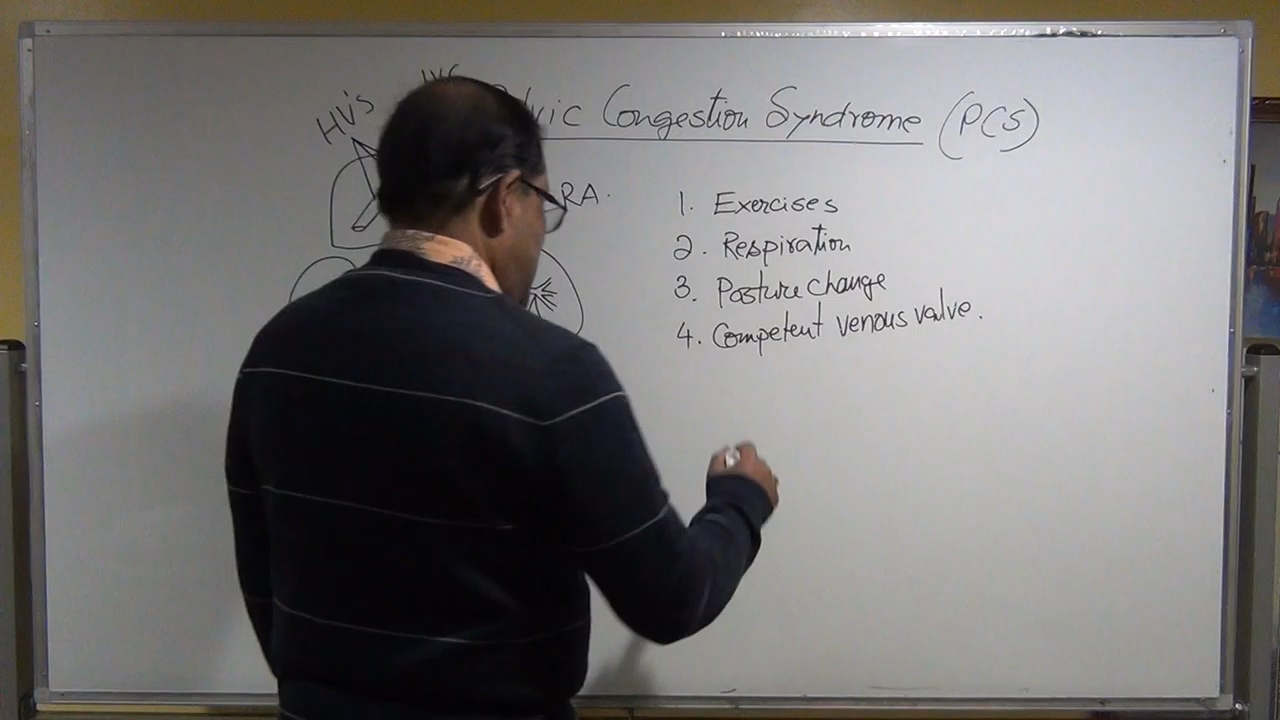 HV's
Congestion Syndrome (PCS)
RA.
1. Exercises
2. Respiration
3. Posture change
4. Competent venous valve.